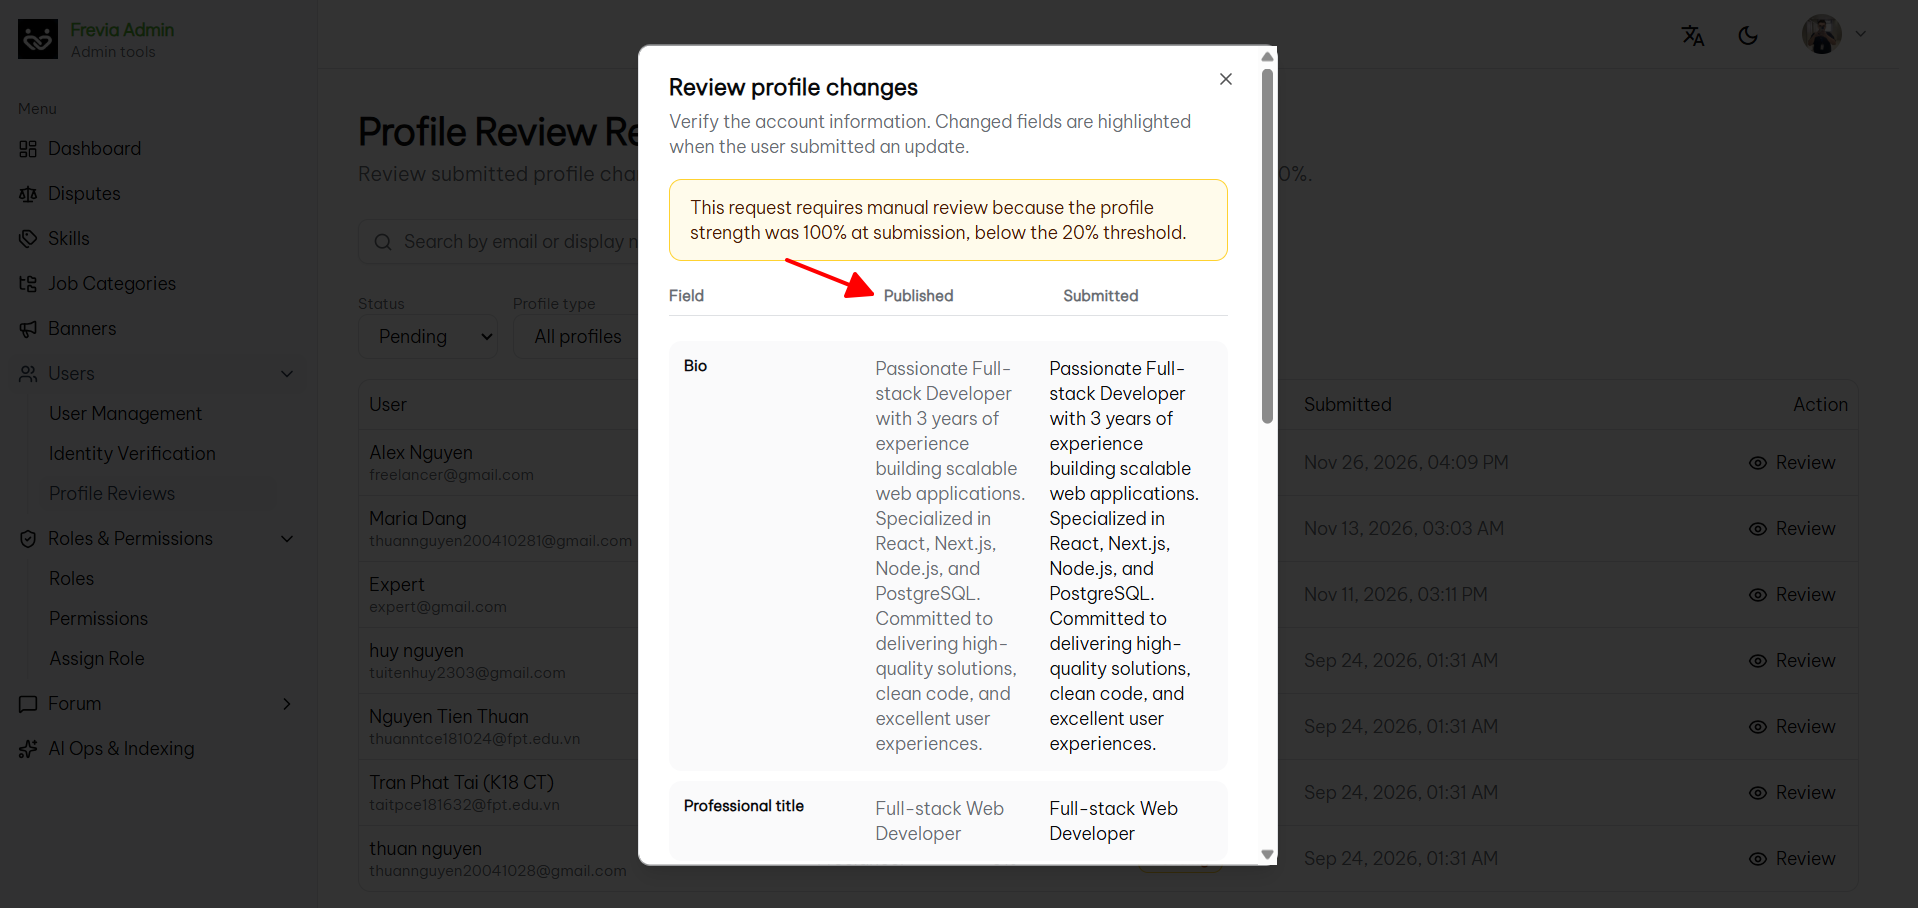 Frevia Admin
Admin tools
Menu
Dashboard
Disputes
Skills
Job Categories
Banners
Users
User Management
Identity Verification
Profile Reviews
Roles & Permissions
Roles
Permissions
Assign Role
Forum
AI Ops & Indexing
Profile Review Re
Review submitted profile cha
0%.
Search by email or display n
Status
Profile type
Pending
All profiles
User
Submitted
Action
Alex Nguyen
freelancer@gmail.com
Nov 26, 2026, 04:09 PM
Review
Maria Dang
thuannguyen200410281@gmail.com
Nov 13, 2026, 03:03 AM
Review
Expert
expert@gmail.com
Nov 11, 2026, 03:11 PM
Review
huy nguyen
tuitenhuy2303@gmail.com
Sep 24, 2026, 01:31 AM
Review
Nguyen Tien Thuan
thuanntce181024@fpt.edu.vn
Sep 24, 2026, 01:31 AM
Review
Tran Phat Tai (K18 CT)
taitpce181632@fpt.edu.vn
Sep 24, 2026, 01:31 AM
Review
thuan nguyen
thuannguyen20041028@gmail.com
Sep 24, 2026, 01:31 AM
Review
Review profile changes
Verify the account information. Changed fields are highlighted
when the user submitted an update.
This request requires manual review because the profile
strength was 100% at submission, below the 20% threshold.
Field
Published
Submitted
Bio
Passionate Full-
stack Developer
with 3 years of
experience
building scalable
web applications.
Specialized in
React, Next.js,
Node.js, and
PostgreSQL.
Committed to
delivering high-
quality solutions,
clean code, and
excellent user
experiences.
Passionate Full-
stack Developer
with 3 years of
experience
building scalable
web applications.
Specialized in
React, Next.js,
Node.js, and
PostgreSQL.
Committed to
delivering high-
quality solutions,
clean code, and
excellent user
experiences.
Professional title
Full-stack Web
Developer
Full-stack Web
Developer